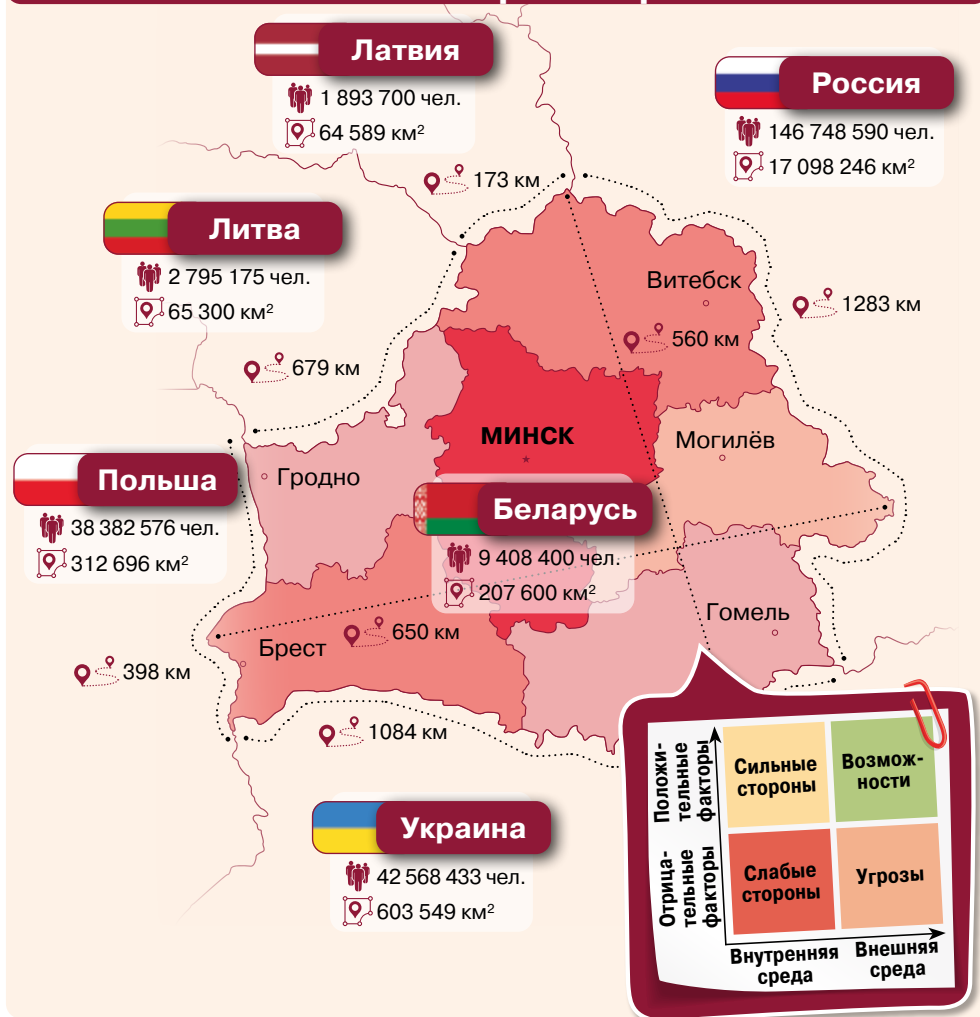 Латвия
1 893 700 чел.
64 589 км²
Россия
146 748 590 чел.
17 098 246 км²
173 км
Литва
2 795 175 чел.
65 300 км²
Витебск
1283 км
560 км
679 км
МИНСК
Могилёв
Польша
38 382 576 чел.
312 696 км²
Гродно
Беларусь
9 408 400 чел.
207 600 км²
Гомель
650 км
Брест
398 км
1084 км
Украина
42 568 433 чел.
603 549 км²
Положи-
тельные
факторы
Сильные
стороны
Возмож-
ности
Отрица-
тельные
факторы
Слабые
стороны
Угрозы
Внутренняя
среда
Внешняя
среда